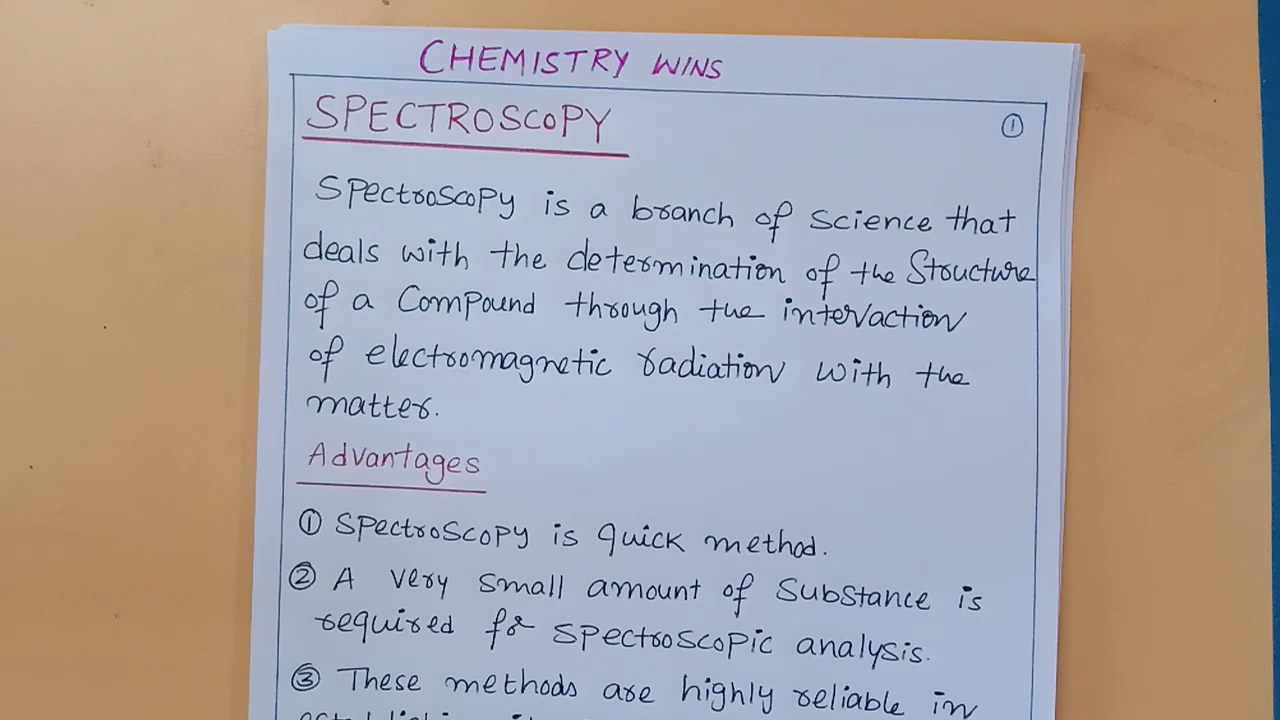 CHEMISTRY WINS
SPECTROSCOPY
①
Spectroscopy is a branch of Science that
deals with the determination of the Structure
of a Compound through the interaction
of electromagnetic radiation with the
matter.
Advantages
① Spectroscopy is quick method.
② A very small amount of Substance is
required for spectroscopic analysis.
③ These methods are highly reliable in